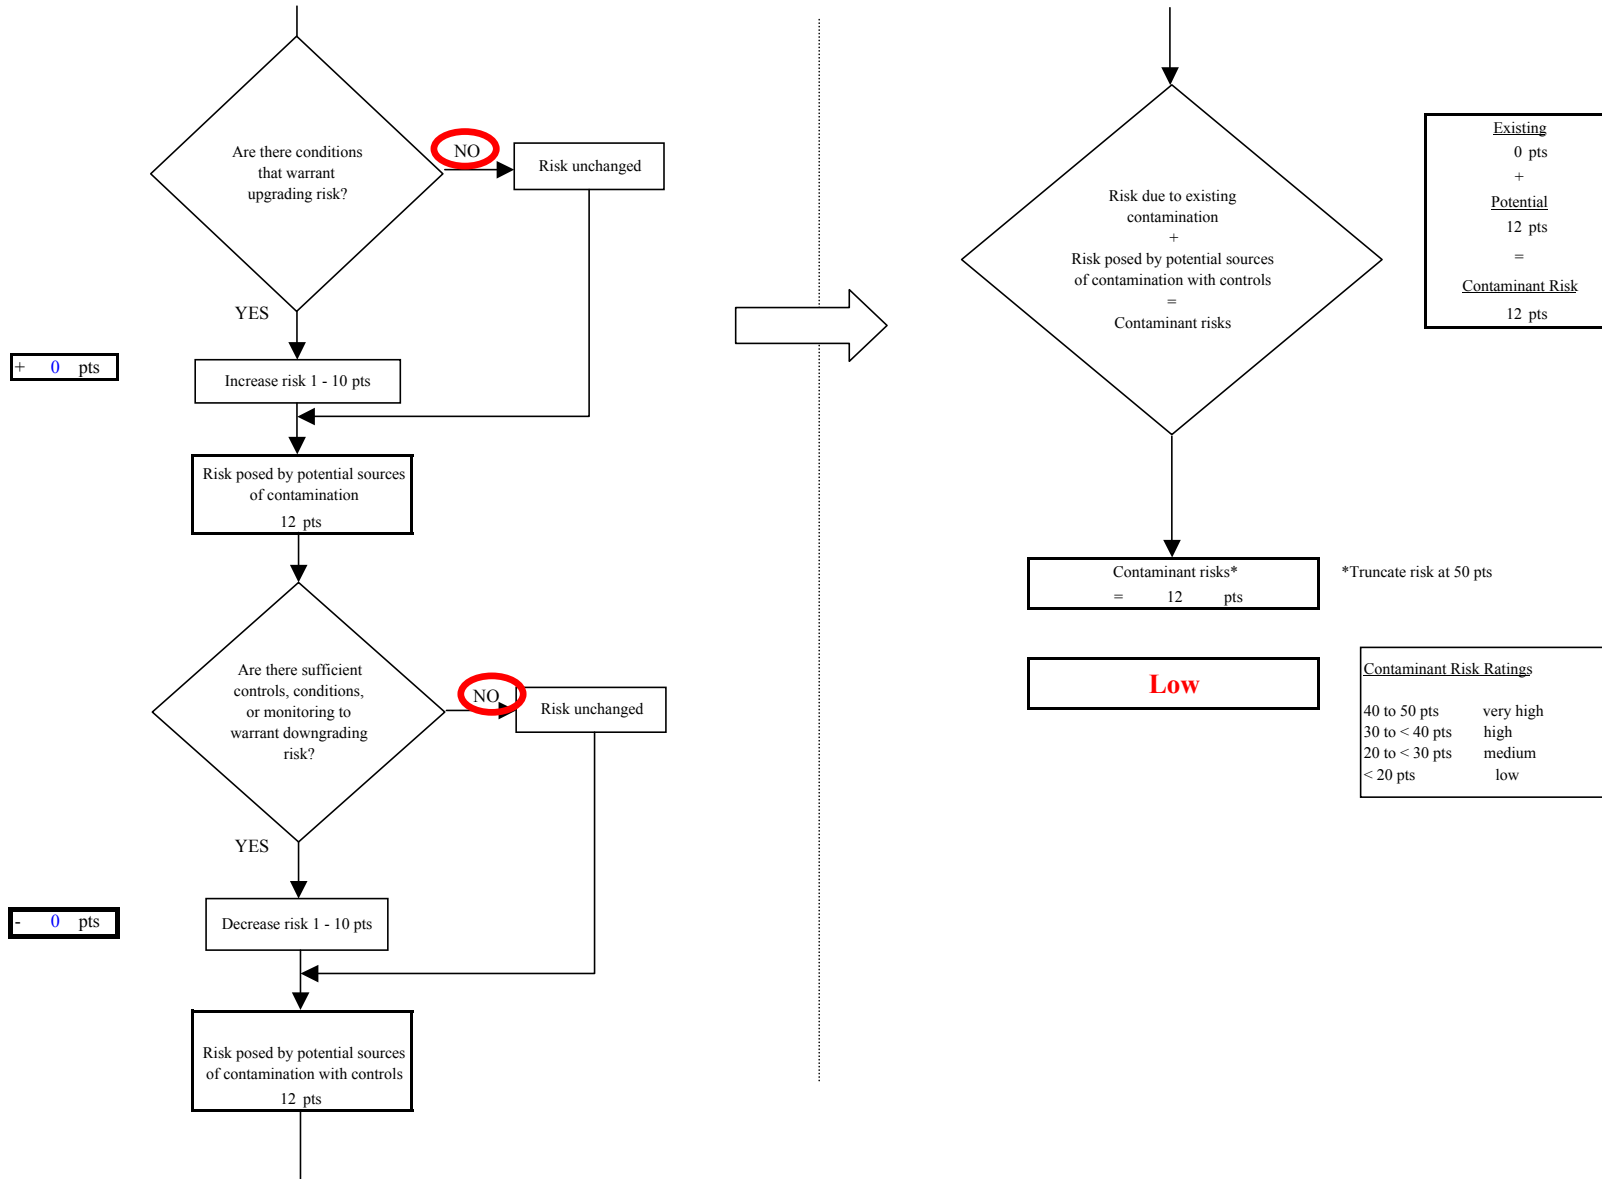 Are there conditions
that warrant
upgrading risk?
NO
Risk unchanged
YES
+ 0 pts
Increase risk 1 - 10 pts
Risk posed by potential sources
of contamination
12 pts
Are there sufficient
controls, conditions,
or monitoring to
warrant downgrading
risk?
NO
Risk unchanged
YES
- 0 pts
Decrease risk 1 - 10 pts
Risk posed by potential sources
of contamination with controls
12 pts
Risk due to existing
contamination
+
Risk posed by potential sources
of contamination with controls
=
Contaminant risks
Existing
0 pts
+
Potential
12 pts
=
Contaminant Risk
12 pts
Contaminant risks*
= 12 pts
*Truncate risk at 50 pts
Low
Contaminant Risk Ratings
40 to 50 pts very high
30 to < 40 pts high
20 to < 30 pts medium
< 20 pts low